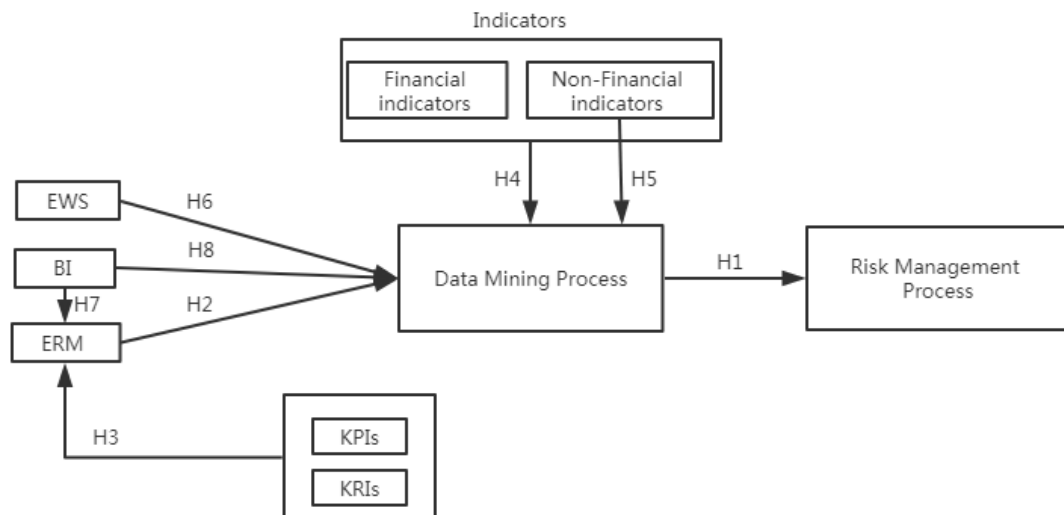 Indicators
Financial
indicators
Non-Financial
indicators
H4
H5
EWS
H6
BI
H8
H7
H2
ERM
Data Mining Process
H1
Risk Management
Process
H3
KPIs
KRIs